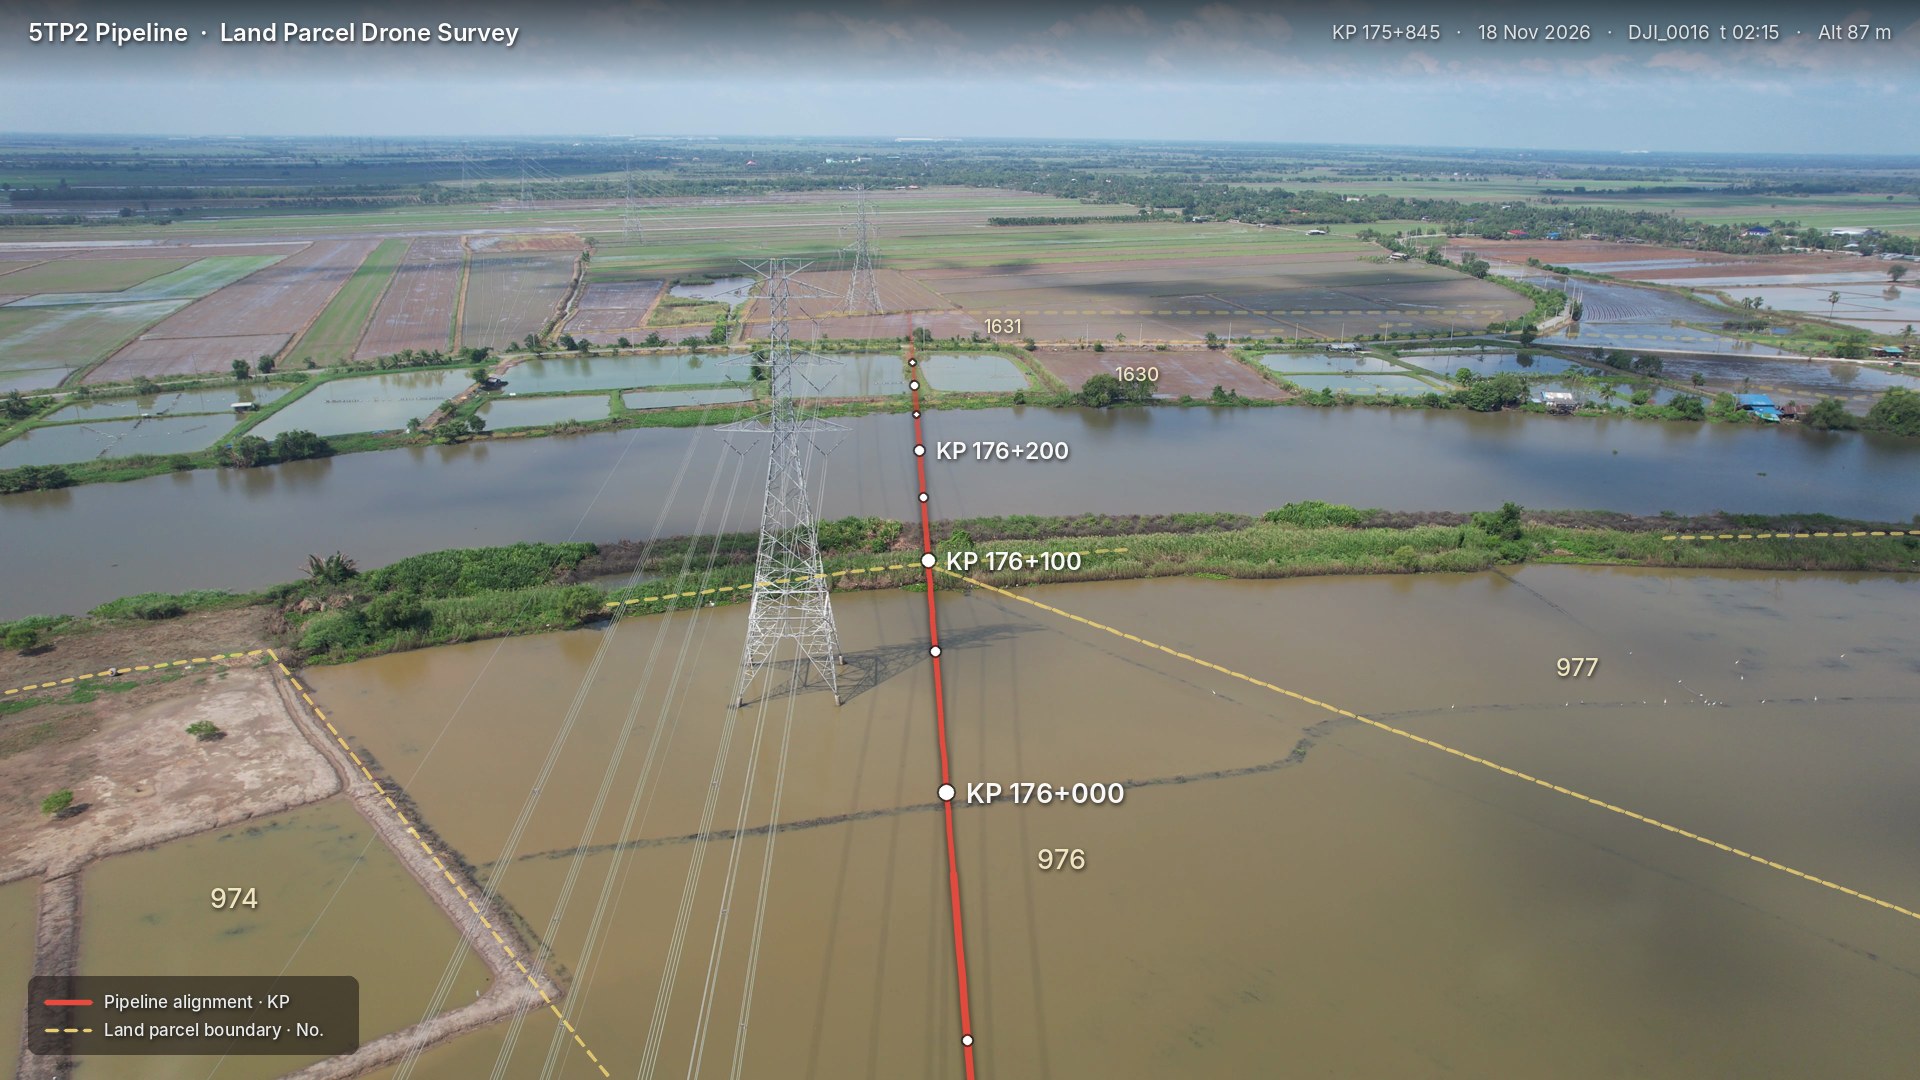 5TP2 Pipeline · Land Parcel Drone Survey
KP 175+845 · 18 Nov 2026 · DJI_0016 t 02:15 · Alt 87 m
1631
1630
KP 176+200
KP 176+100
977
KP 176+000
976
974
Pipeline alignment · KP
Land parcel boundary · No.